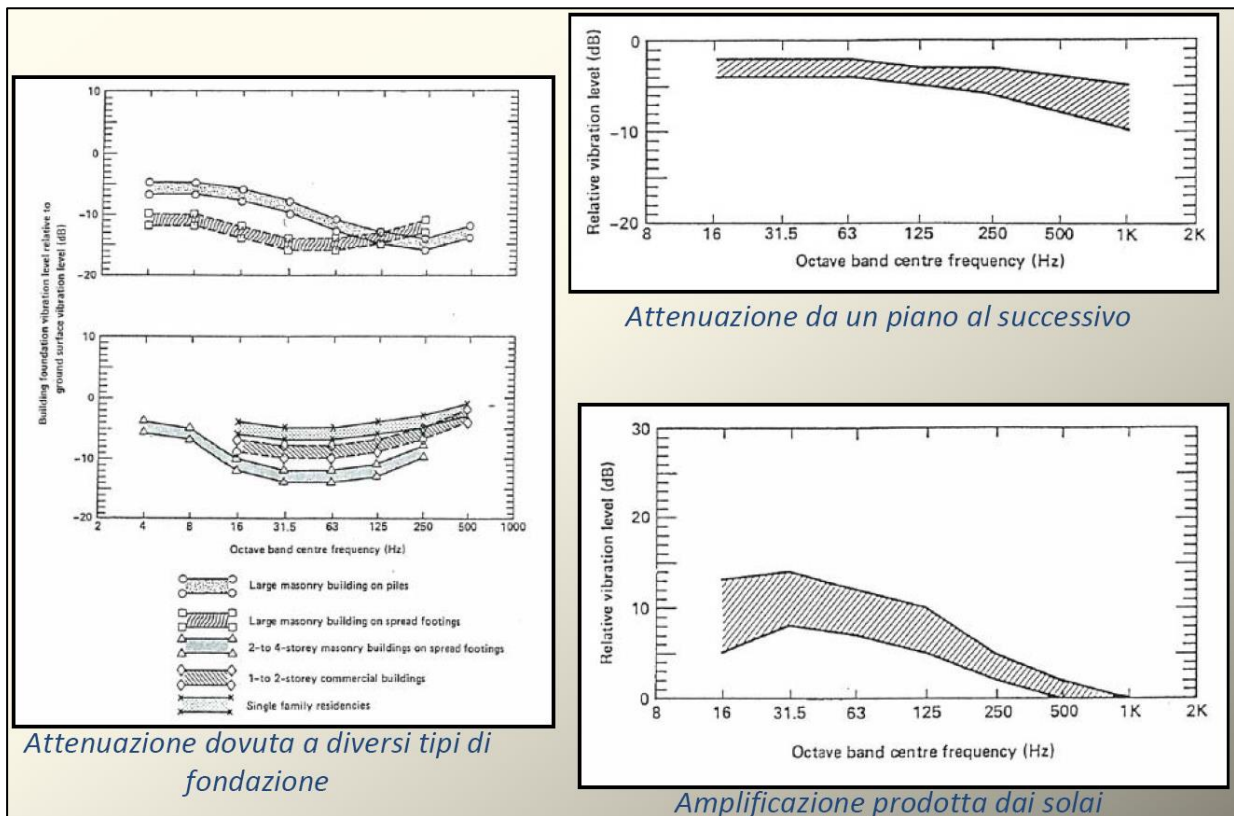 Building foundation vibration level relative to
ground surface vibration level (dB)
10
0
-10
-20
10
0
-10
-20
2 4 8 16 31.5 63 125 250 500 1000
Octave band centre frequency (Hz)
Large masonry building on piles
Large masonry building on spread footings
2-to 4-storey masonry buildings on spread footings
1-to 2-storey commercial buildings
Single family residencies
Attenuazione dovuta a diversi tipi di
fondazione
Relative vibration level (dB)
0
-10
-20
8 16 31.5 63 125 250 500 1K 2K
Octave band centre frequency (Hz)
Attenuazione da un piano al successivo
Relative vibration level (dB)
30
20
10
0
8 16 31.5 63 125 250 500 1K 2K
Octave band centre frequency (Hz)
Amplificazione prodotta dai solai